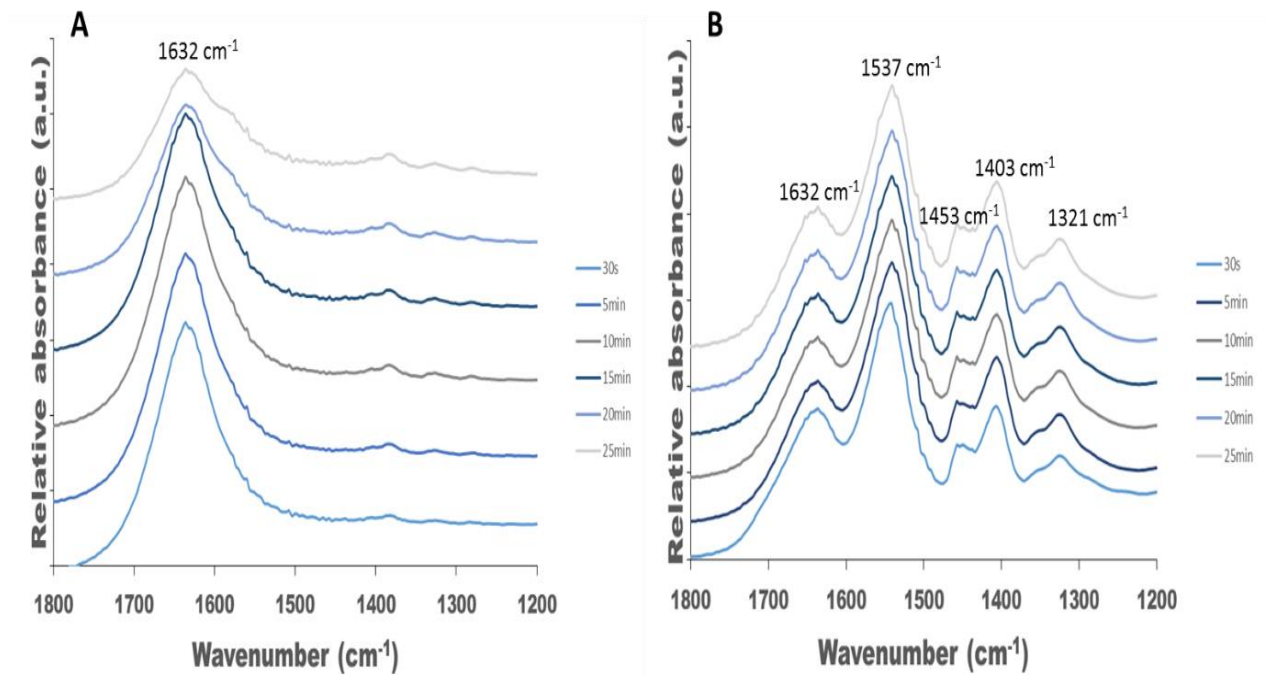 A
1632 cm⁻¹
Relative absorbance (a.u.)
30s
5min
10min
15min
20min
25min
1800 1700 1600 1500 1400 1300 1200
Wavenumber (cm⁻¹)
B
1537 cm⁻¹
1632 cm⁻¹
1403 cm⁻¹
1453 cm⁻¹
1321 cm⁻¹
Relative absorbance (a.u.)
30s
5min
10min
15min
20min
25min
1800 1700 1600 1500 1400 1300 1200
Wavenumber (cm⁻¹)